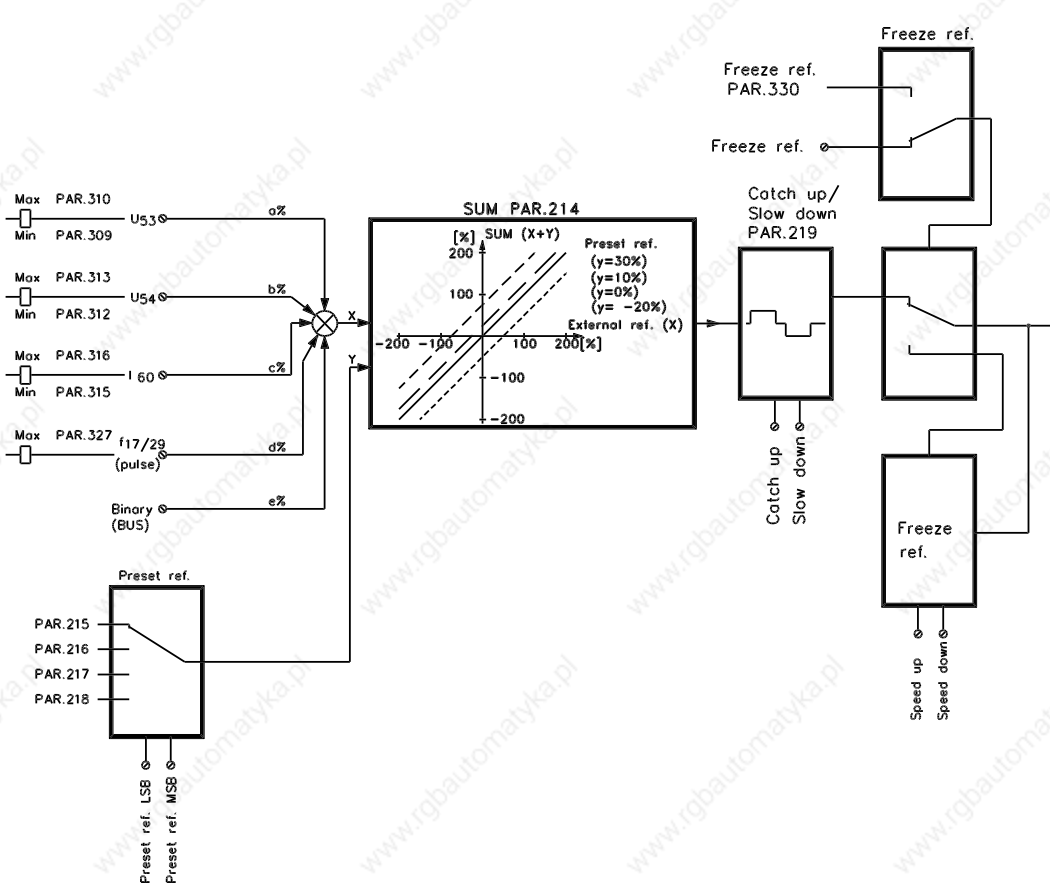 Freeze ref.
Freeze ref.
PAR.330
Freeze ref.
Catch up/
Slow down
PAR.219
Max PAR.310
U53
a%
Min PAR.309
Max PAR.313
U54
b%
Min PAR.312
Max PAR.316
I 60
c%
Min PAR.315
Max PAR.327
f17/29
(pulse)
d%
Binary
(BUS)
e%
X
Y
SUM PAR.214
[%] SUM (X+Y)
200
100
-200 -100
100 200[%]
-100
-200
Preset ref.
(y=30%)
(y=10%)
(y=0%)
(y= -20%)
External ref. (X)
Catch up
Slow down
Freeze
ref.
Speed up
Speed down
Preset ref.
PAR.215
PAR.216
PAR.217
PAR.218
Preset ref. LSB
Preset ref. MSB
www.rgbautomatyka.pl